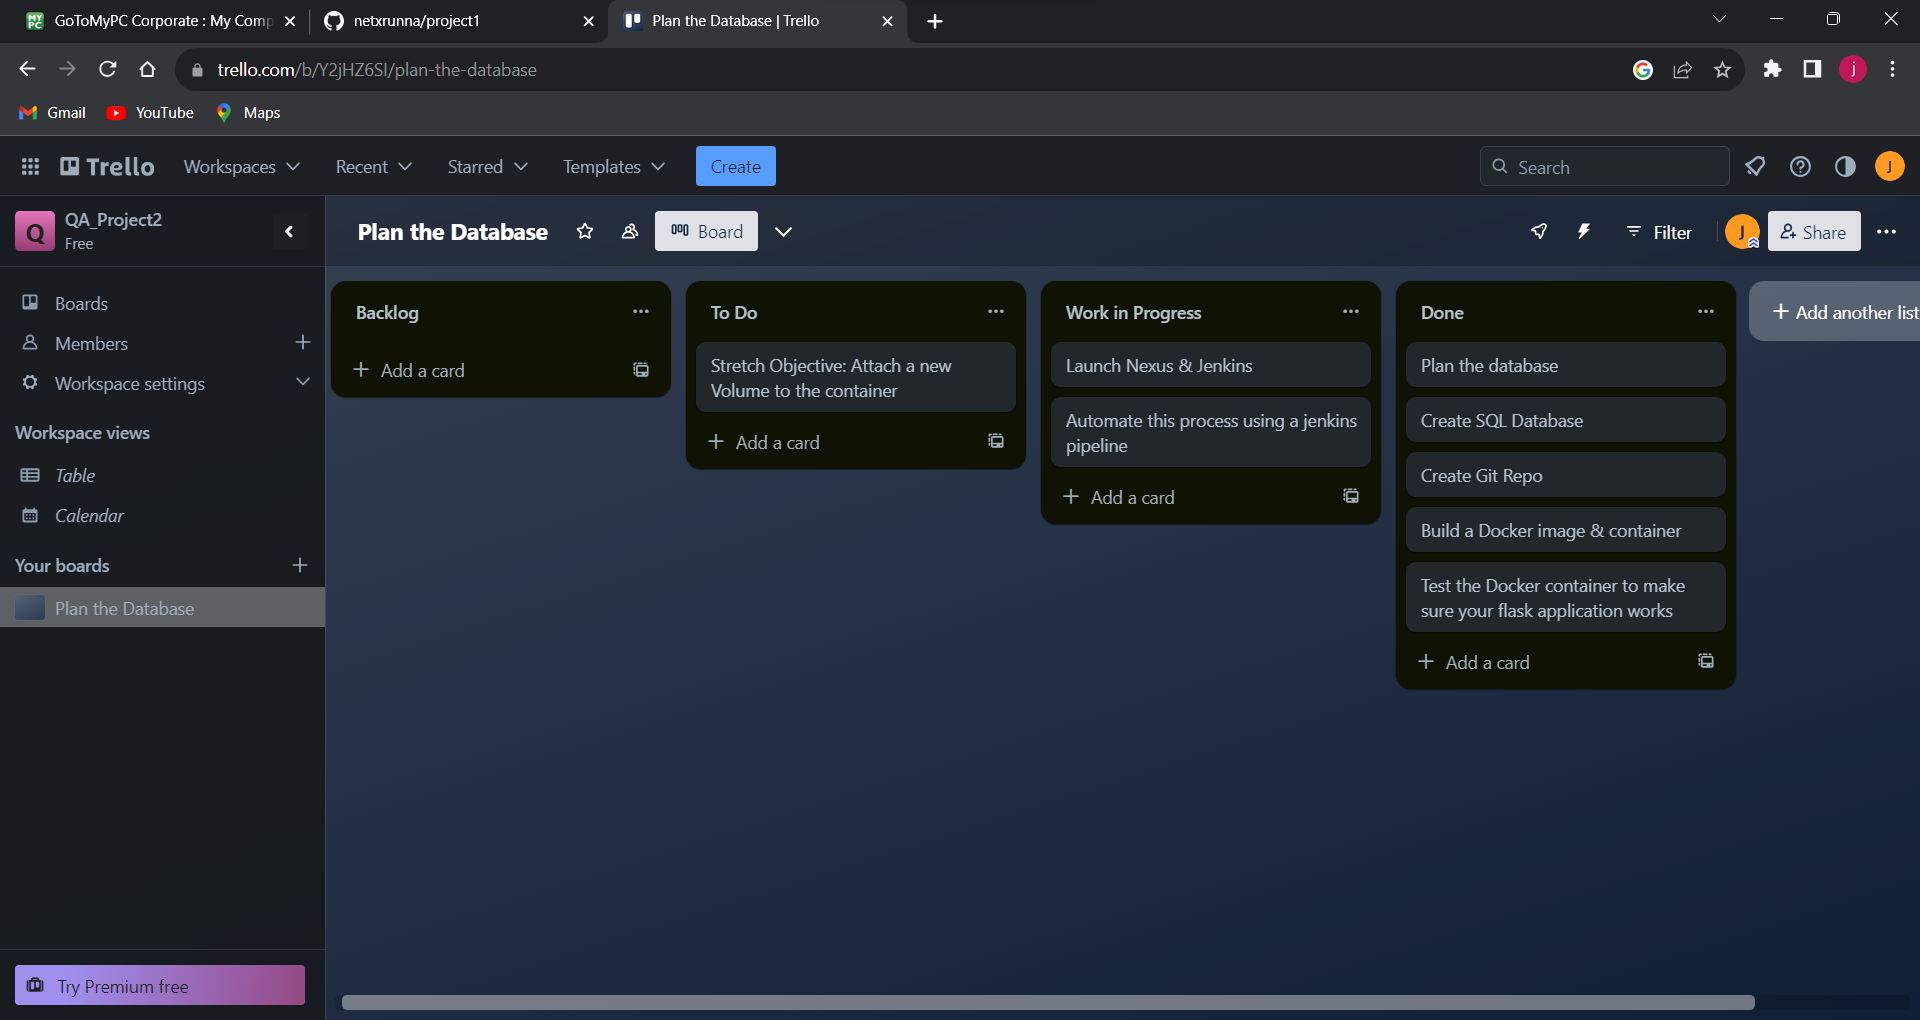 MY PC GoToMyPC Corporate : My Comp
netxrunna/project1
Plan the Database | Trello
trello.com/b/Y2jHZ6SI/plan-the-database
j
Gmail
YouTube
Maps
Trello
Workspaces
Recent
Starred
Templates
Create
Search
J
Q
QA_Project2
Free
Plan the Database
Board
Filter
J
Share
Boards
Members
Workspace settings
Workspace views
Table
Calendar
Your boards
Plan the Database
Try Premium free
Backlog
Add a card
To Do
Stretch Objective: Attach a new
Volume to the container
Add a card
Work in Progress
Launch Nexus & Jenkins
Automate this process using a jenkins
pipeline
Add a card
Done
Plan the database
Create SQL Database
Create Git Repo
Build a Docker image & container
Test the Docker container to make
sure your flask application works
Add a card
Add another list